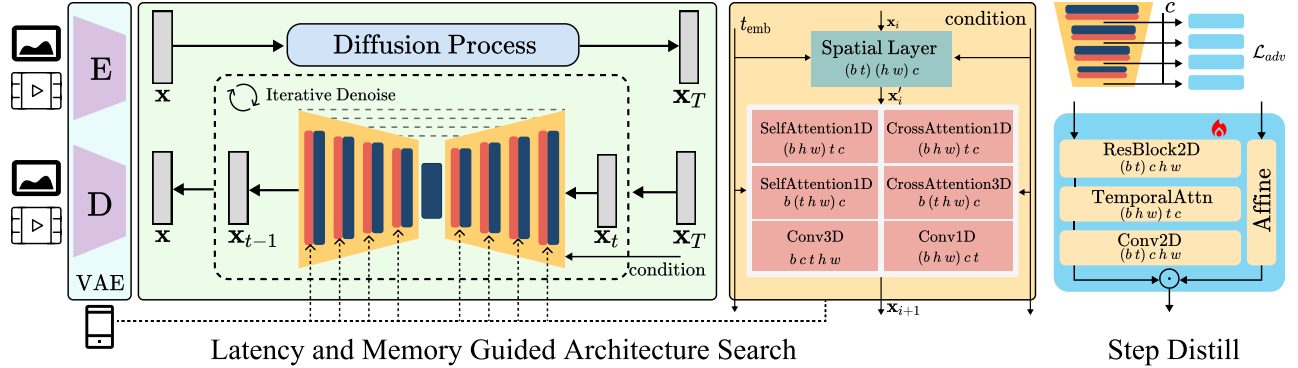 E
D
VAE
x
Diffusion Process
x_T
Iterative Denoise
x
x_{t−1}
x_t
x_T
condition
t_emb
x_i
condition
Spatial Layer
(b t) (h w) c
x_i'
SelfAttention1D
(b h w) t c
CrossAttention1D
(b h w) t c
SelfAttention1D
b (t h w) c
CrossAttention3D
b (t h w) c
Conv3D
b c t h w
Conv1D
(b h w) c t
x_{i+1}
c
ℒ_adv
ResBlock2D
(b t) c h w
TemporalAttn
(b h w) t c
Conv2D
(b t) c h w
Affine
Latency and Memory Guided Architecture Search
Step Distill